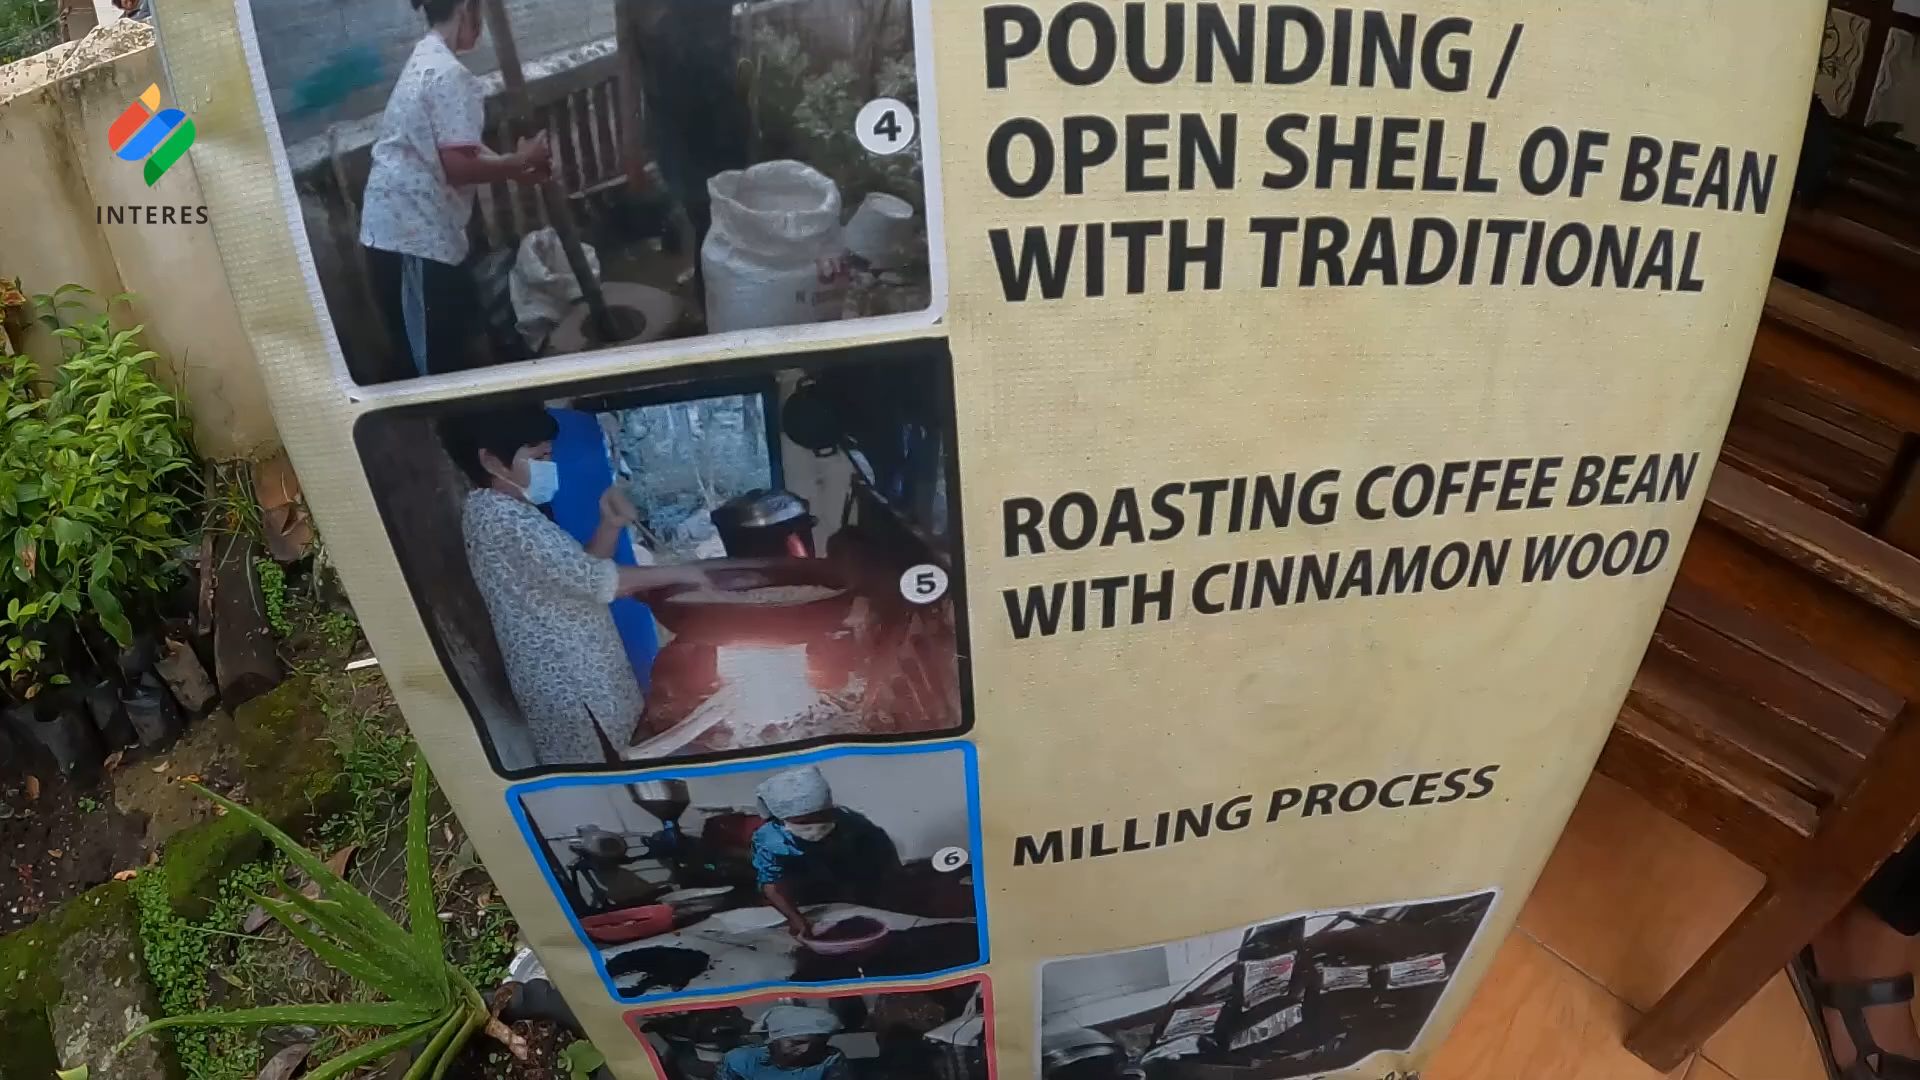 INTERES
4
POUNDING /
OPEN SHELL OF BEAN
WITH TRADITIONAL
5
ROASTING COFFEE BEAN
WITH CINNAMON WOOD
6
MILLING PROCESS